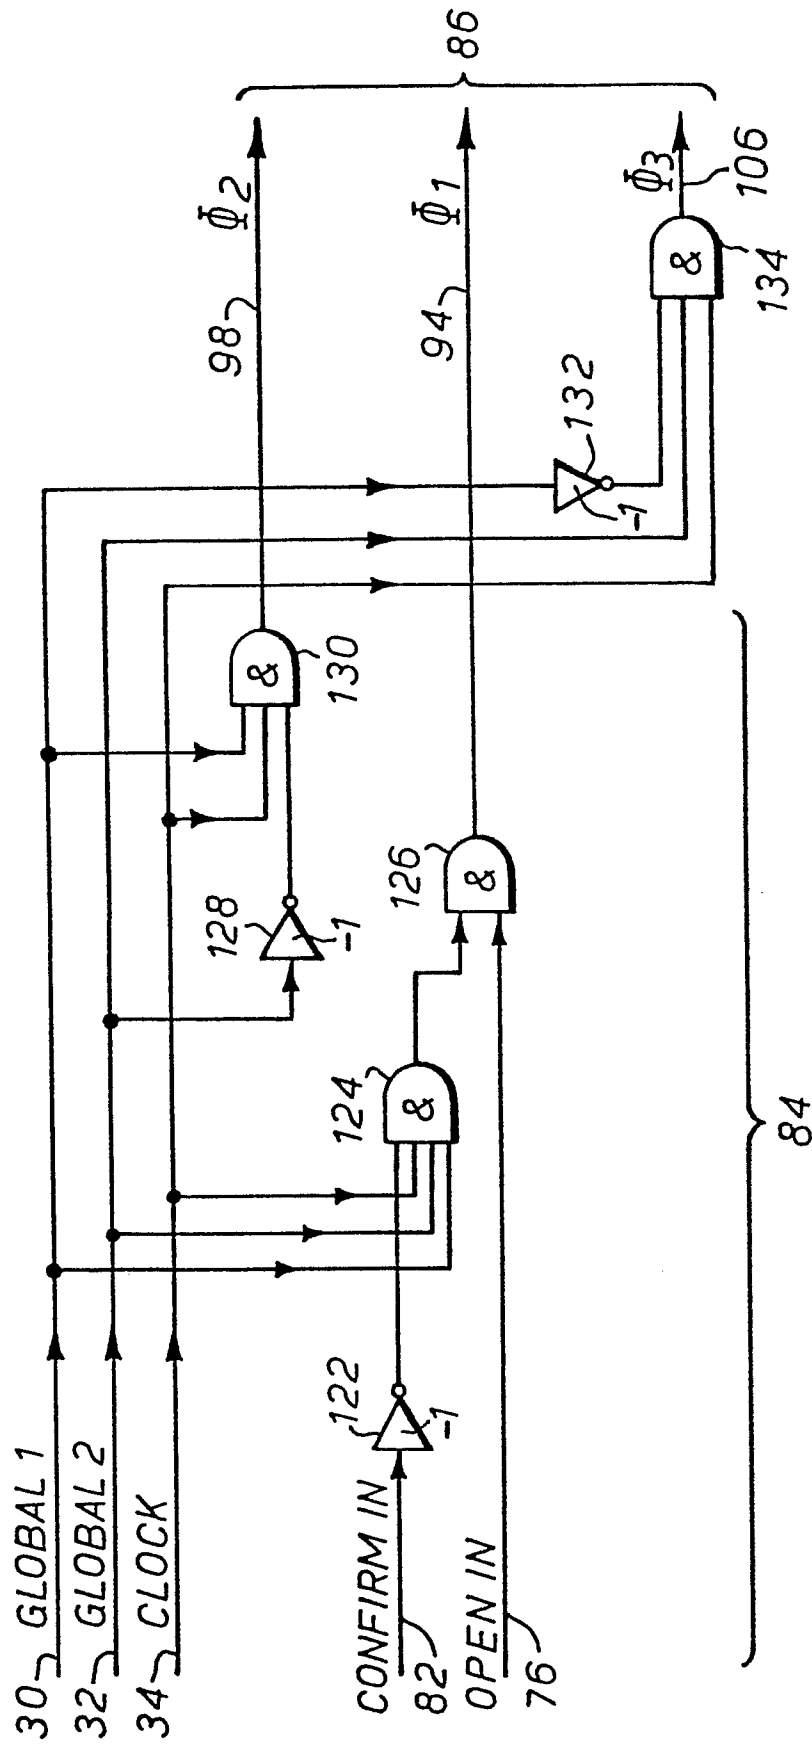 30 GLOBAL 1
32 GLOBAL 2
34 CLOCK
CONFIRM IN
82
OPEN IN
76
122
-1
124
&
128
-1
126
&
130
&
98
Φ2
94
Φ1
132
-1
134
&
Φ3
106
86
84